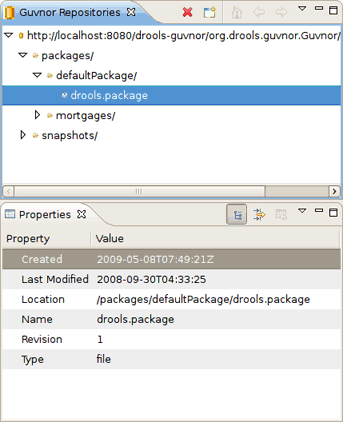 Guvnor Repositories
http://localhost:8080/drools-guvnor/org.drools.guvnor.Guvnor/
packages/
defaultPackage/
drools.package
mortgages/
snapshots/
Properties
Property Value
Created 2009-05-08T07:49:21Z
Last Modified 2008-09-30T04:33:25
Location /packages/defaultPackage/drools.package
Name drools.package
Revision 1
Type file